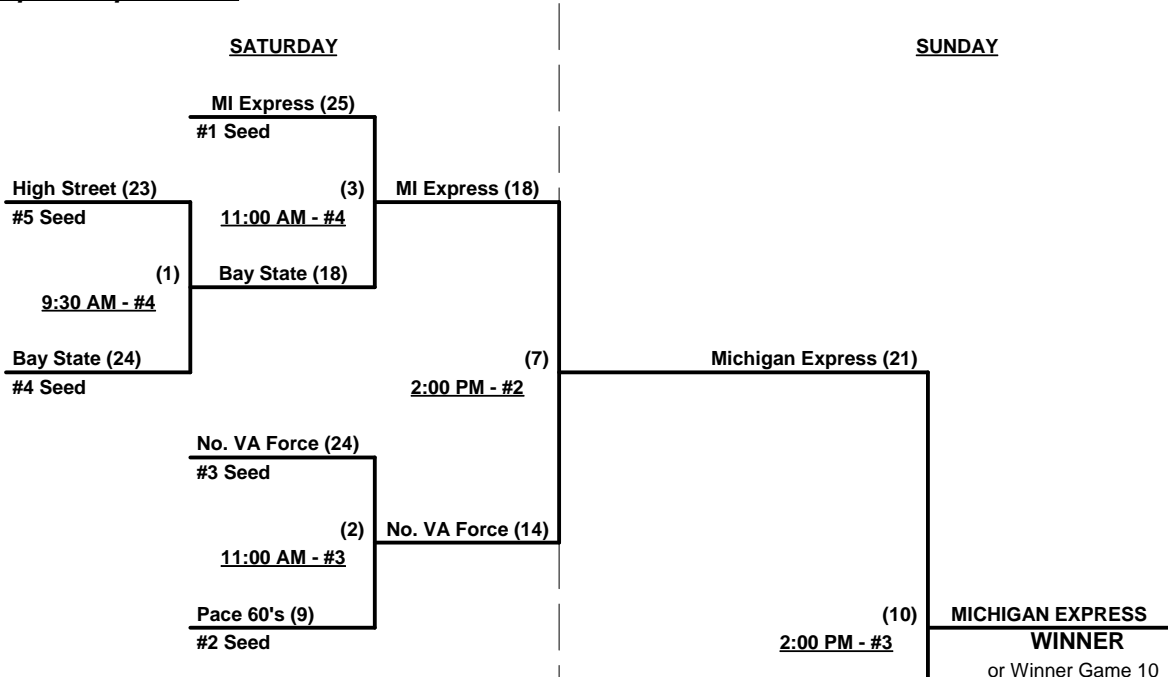 SATURDAY
SUNDAY
MI Express (25)
#1 Seed
High Street (23)
(3)
MI Express (18)
#5 Seed
11:00 AM - #4
(1)
Bay State (18)
9:30 AM - #4
Bay State (24)
(7)
Michigan Express (21)
#4 Seed
2:00 PM - #2
No. VA Force (24)
#3 Seed
(2)
No. VA Force (14)
11:00 AM - #3
Pace 60's (9)
(10)
MICHIGAN EXPRESS
#2 Seed
2:00 PM - #3
WINNER
or Winner Game 10